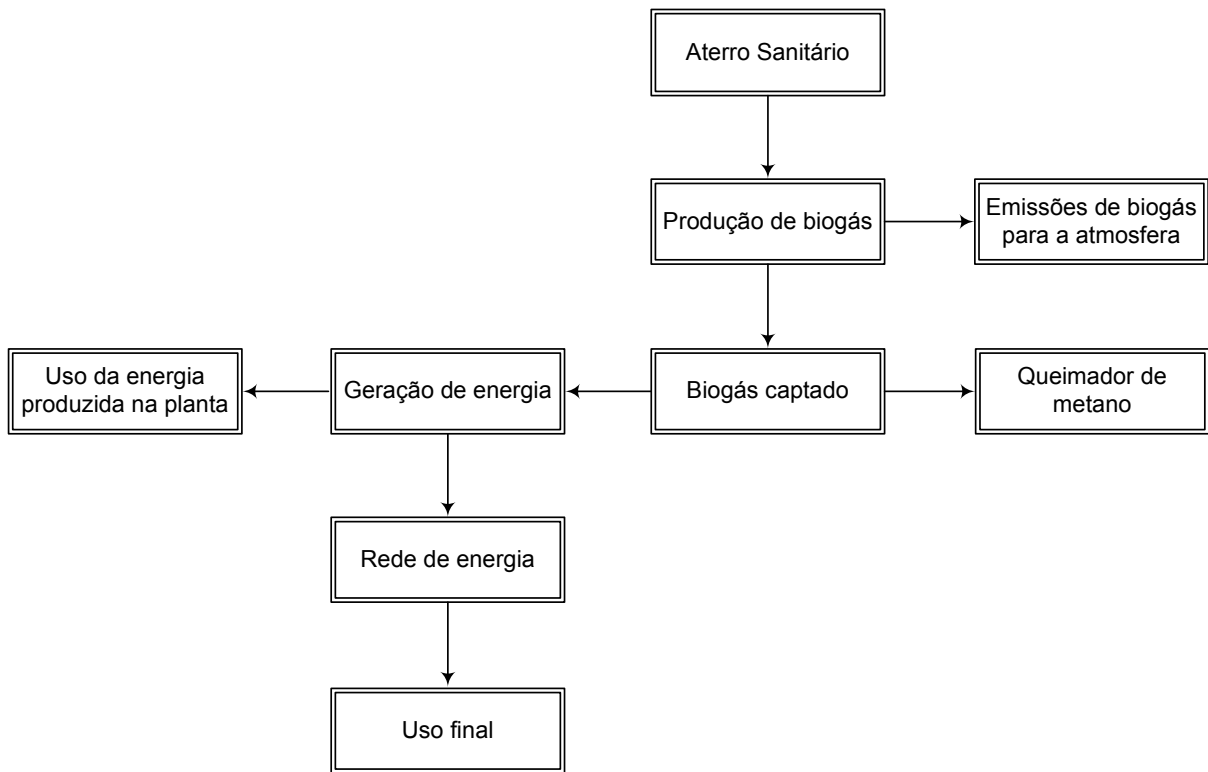 Aterro Sanitário
Produção de biogás
Emissões de biogás
para a atmosfera
Uso da energia
produzida na planta
Geração de energia
Biogás captado
Queimador de
metano
Rede de energia
Uso final